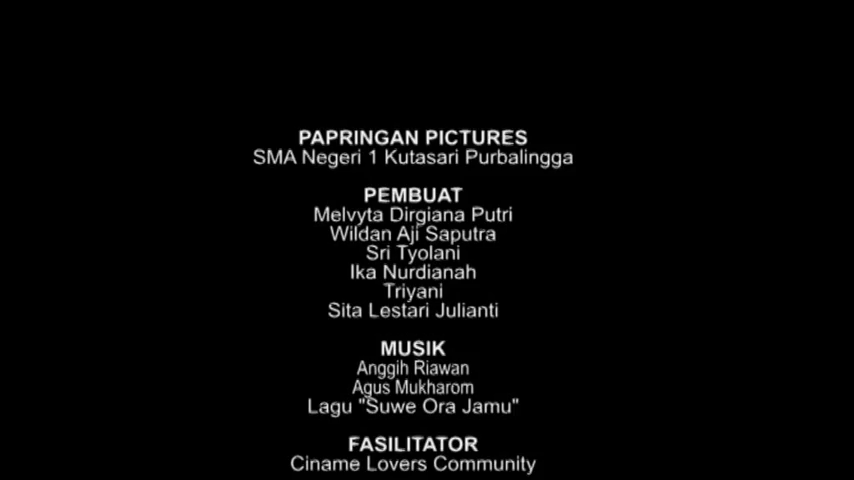 PAPRINGAN PICTURES
SMA Negeri 1 Kutasari Purbalingga
PEMBUAT
Melvyta Dirgiana Putri
Wildan Aji Saputra
Sri Tyolani
Ika Nurdianah
Triyani
Sita Lestari Julianti
MUSIK
Anggih Riawan
Agus Mukharom
Lagu "Suwe Ora Jamu"
FASILITATOR
Ciname Lovers Community